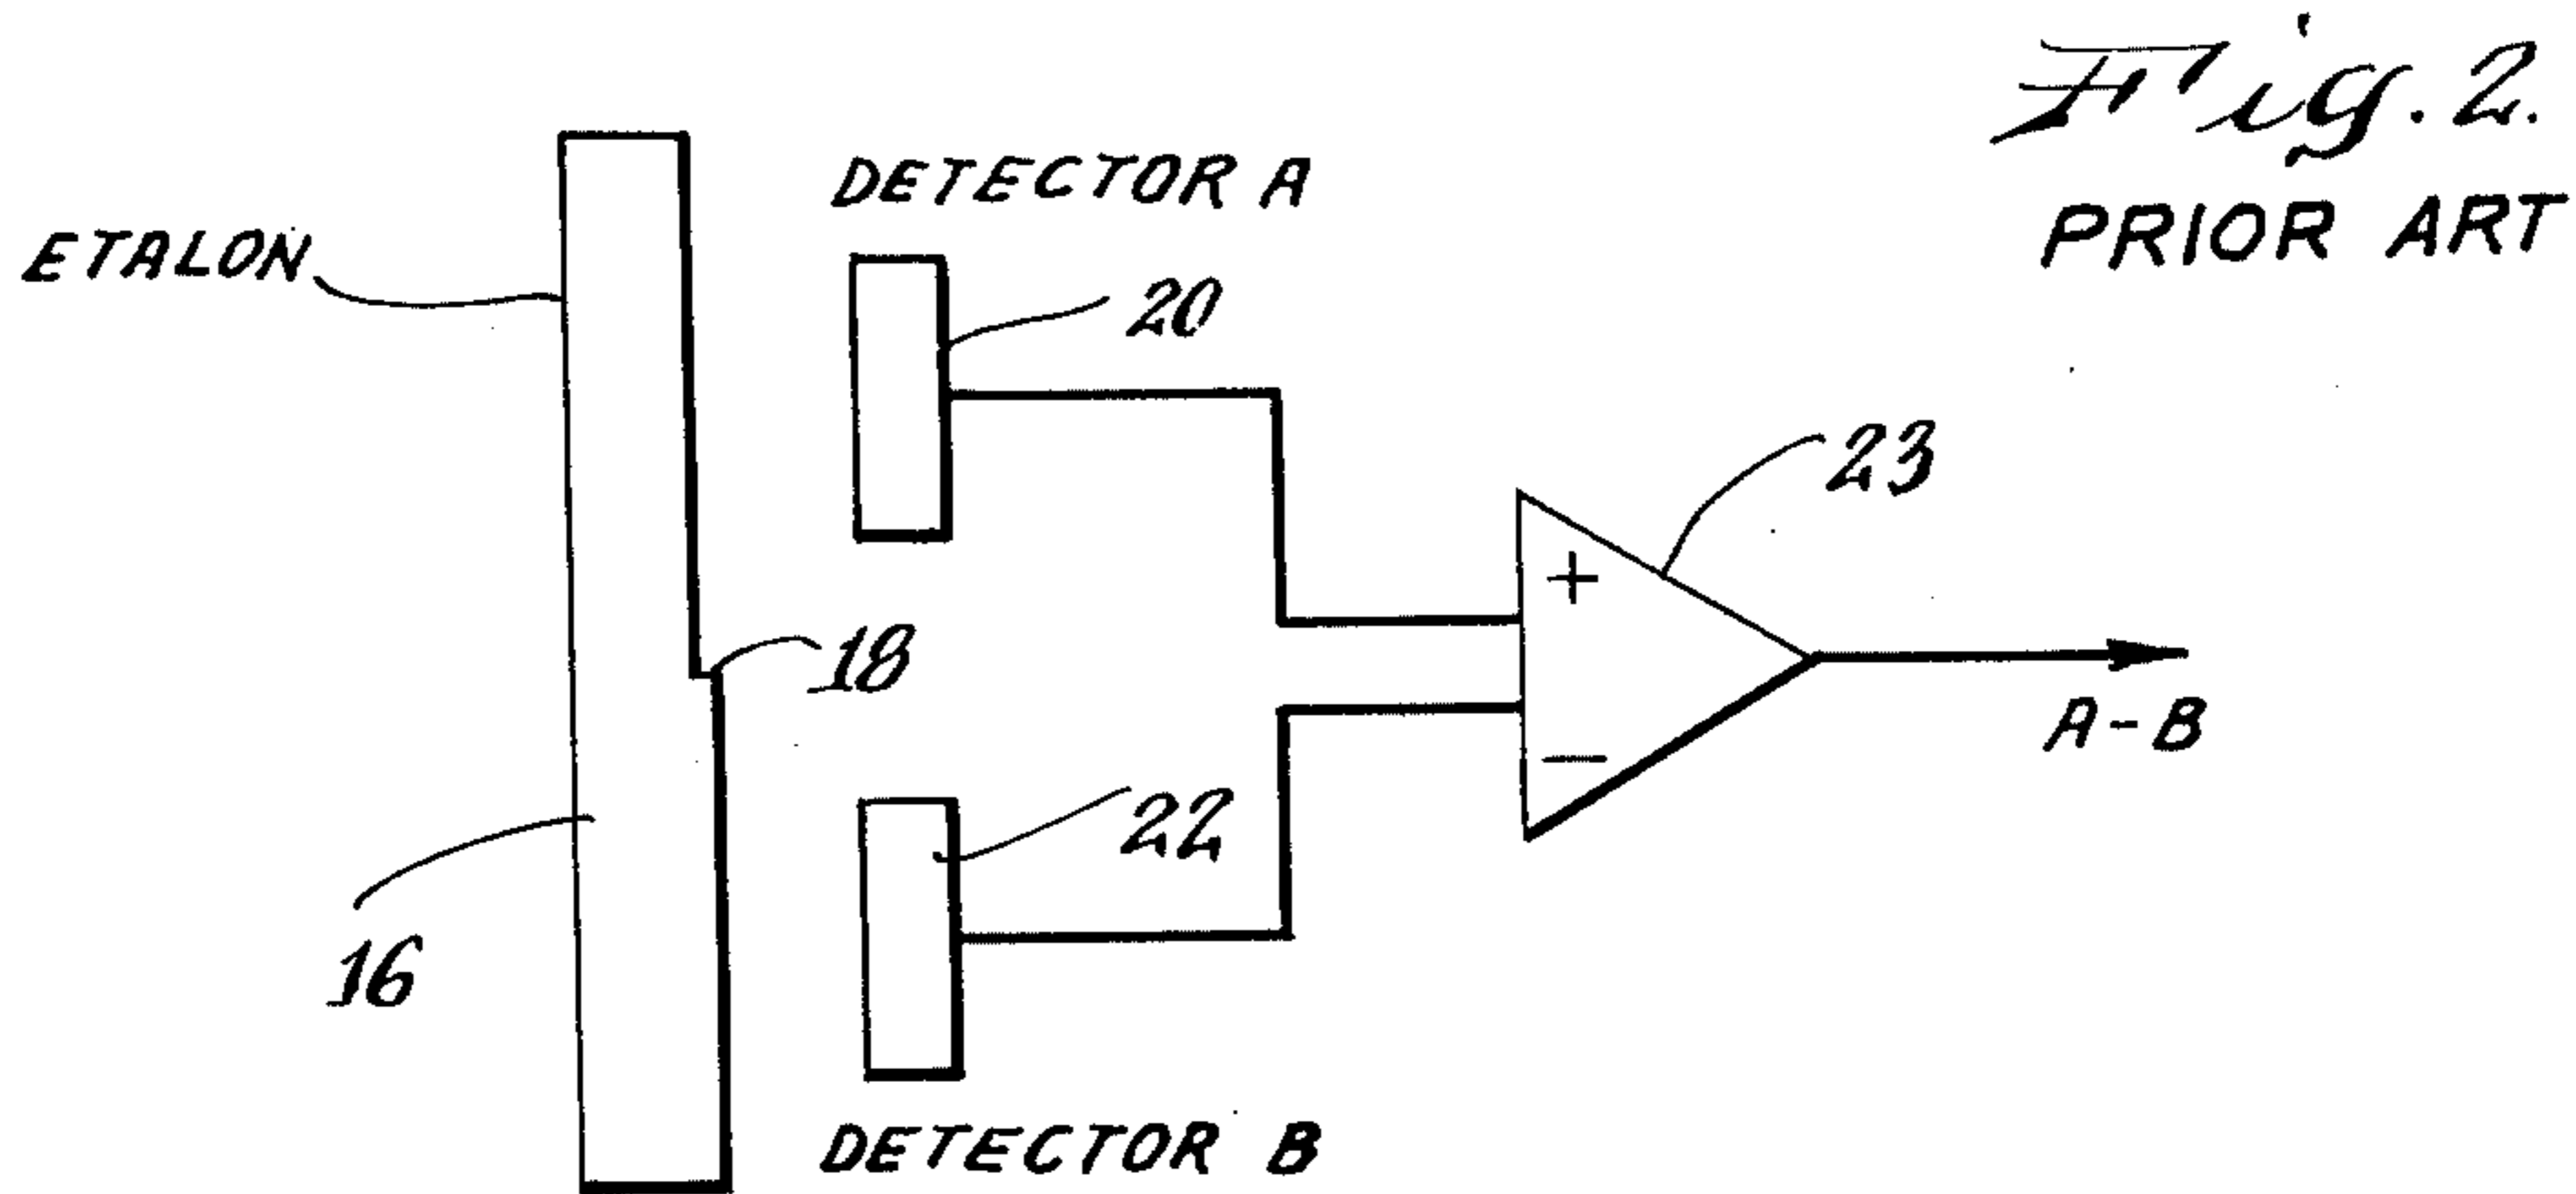 Fig. 2.
PRIOR ART
DETECTOR A
ETALON
20
23
+
18
A-B
−
22
16
DETECTOR B